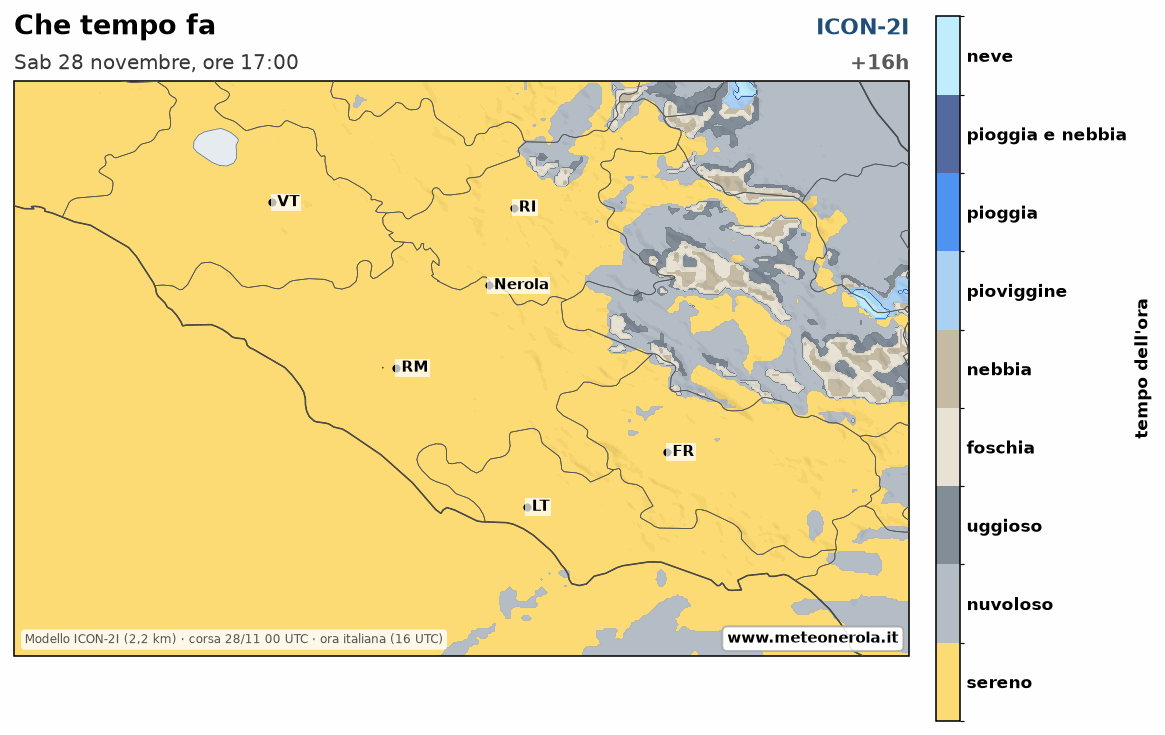 Che tempo fa
ICON-2I
Sab 28 novembre, ore 17:00
+16h
neve
pioggia e nebbia
pioggia
pioviggine
nebbia
foschia
uggioso
nuvoloso
sereno
tempo dell'ora
VT
RI
Nerola
RM
FR
LT
Modello ICON-2I (2,2 km) · corsa 28/11 00 UTC · ora italiana (16 UTC)
www.meteonerola.it